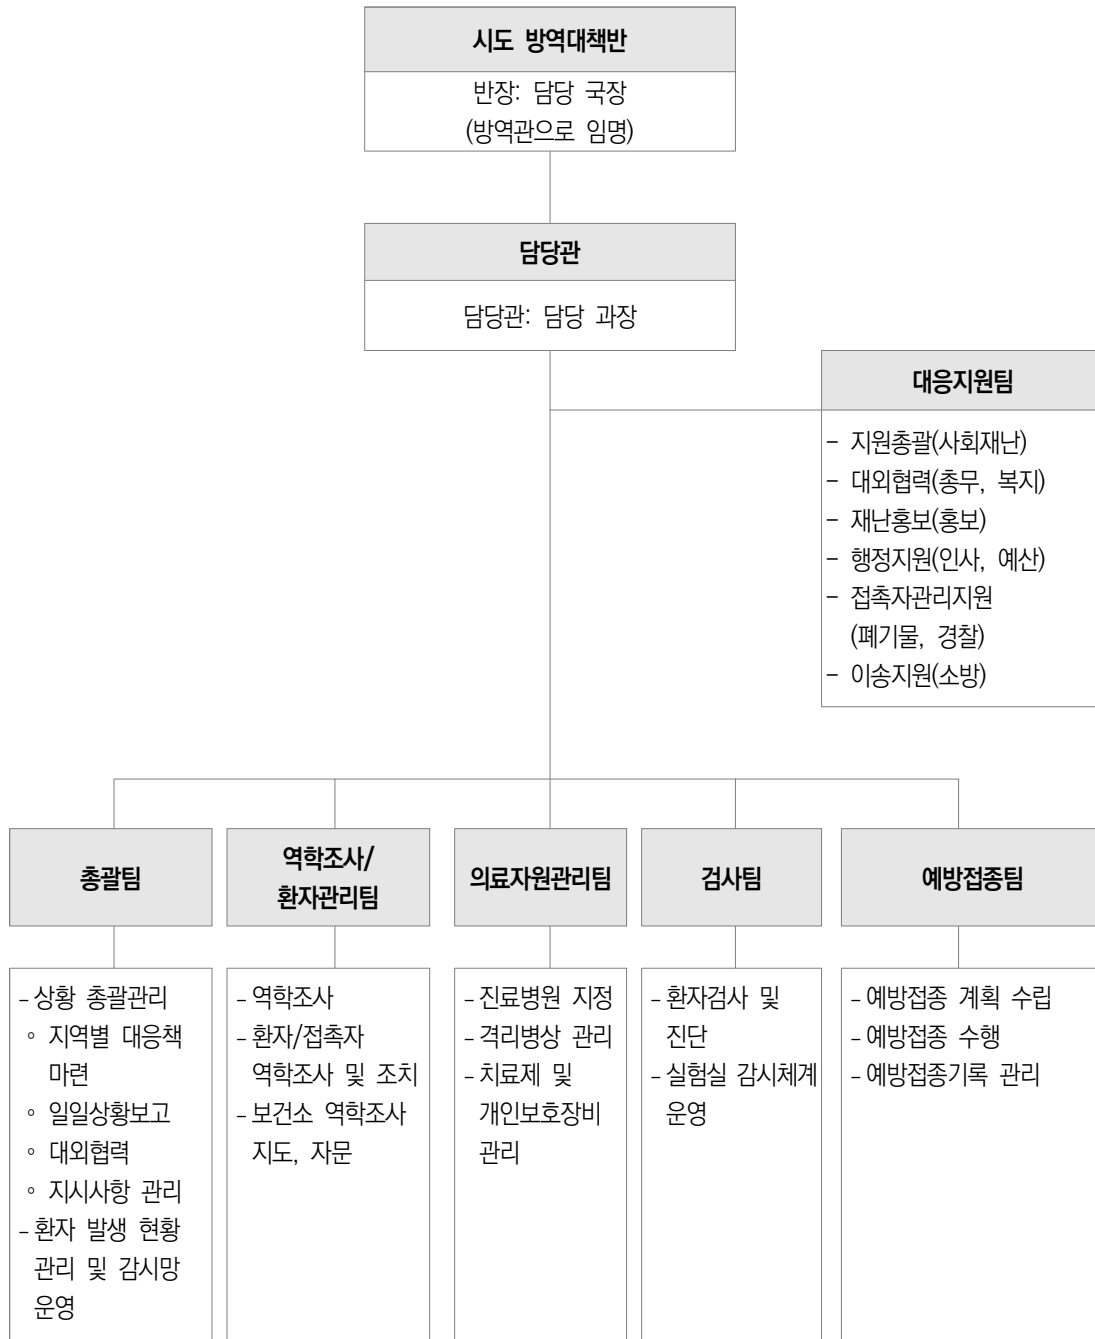 시도 방역대책반
반장: 담당 국장
(방역관으로 임명)
담당관
담당관: 담당 과장
대응지원팀
- 지원총괄(사회재난)
- 대외협력(총무, 복지)
- 재난홍보(홍보)
- 행정지원(인사, 예산)
- 접촉자관리지원
(폐기물, 경찰)
- 이송지원(소방)
총괄팀
- 상황 총괄관리
◦ 지역별 대응책
마련
◦ 일일상황보고
◦ 대외협력
◦ 지시사항 관리
- 환자 발생 현황
관리 및 감시망
운영
역학조사/
환자관리팀
- 역학조사
- 환자/접촉자
역학조사 및 조치
- 보건소 역학조사
지도, 자문
의료자원관리팀
- 진료병원 지정
- 격리병상 관리
- 치료제 및
개인보호장비
관리
검사팀
- 환자검사 및
진단
- 실험실 감시체계
운영
예방접종팀
- 예방접종 계획 수립
- 예방접종 수행
- 예방접종기록 관리